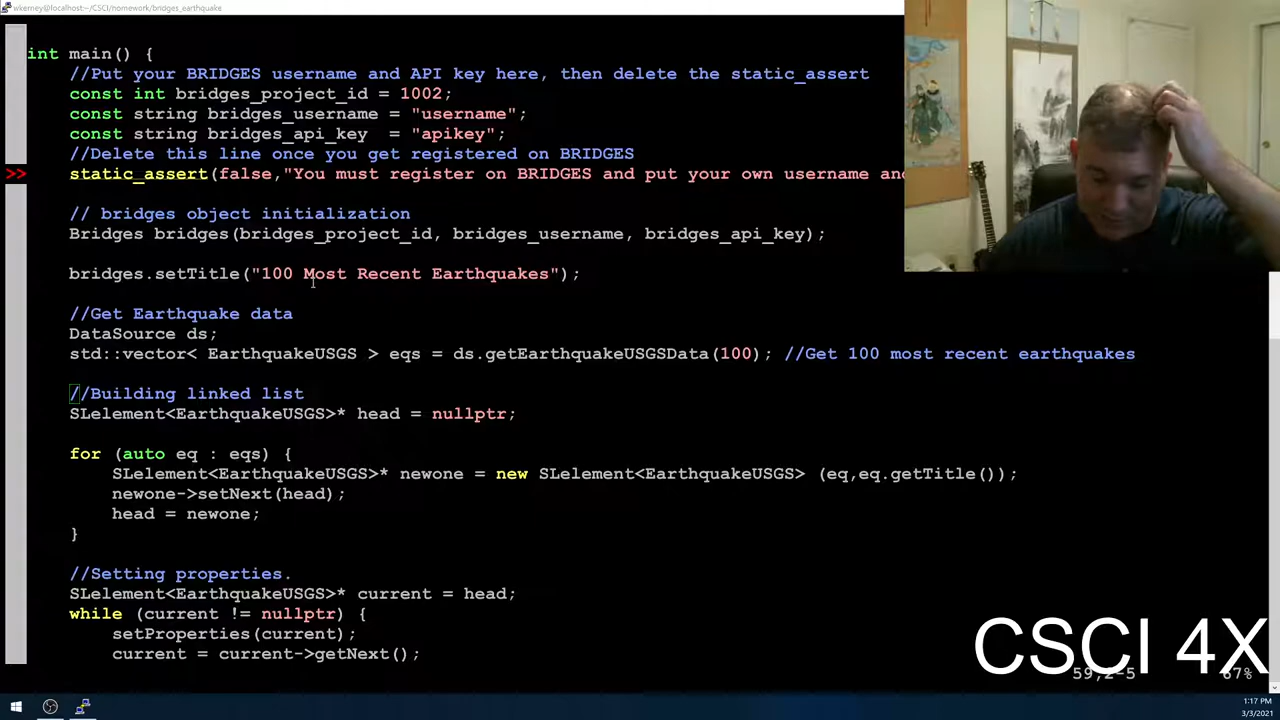 wkerney@localhost:~/CSCI/homework/bridges_earthquake
int main() {
//Put your BRIDGES username and API key here, then delete the static_assert
const int bridges_project_id = 1002;
const string bridges_username = "username";
const string bridges_api_key  = "apikey";
//Delete this line once you get registered on BRIDGES
>> static_assert(false,"You must register on BRIDGES and put your own username and
// bridges object initialization
Bridges bridges(bridges_project_id, bridges_username, bridges_api_key);
bridges.setTitle("100 Most Recent Earthquakes");
//Get Earthquake data
DataSource ds;
std::vector< EarthquakeUSGS > eqs = ds.getEarthquakeUSGSData(100); //Get 100 most recent earthquakes
//Building linked list
SLelement<EarthquakeUSGS>* head = nullptr;
for (auto eq : eqs) {
SLelement<EarthquakeUSGS>* newone = new SLelement<EarthquakeUSGS> (eq,eq.getTitle());
newone->setNext(head);
head = newone;
}
//Setting properties.
SLelement<EarthquakeUSGS>* current = head;
while (current != nullptr) {
setProperties(current);
current = current->getNext();
CSCI 4X
59,2-5 67%
1:17 PM
3/3/2021